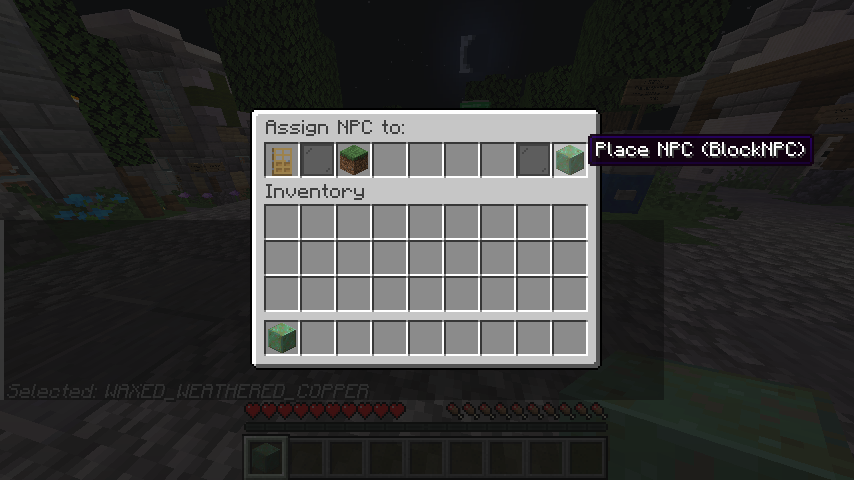 Assign NPC to:
Place NPC (BlockNPC)
Inventory
Selected: WAXED_WEATHERED_COPPER